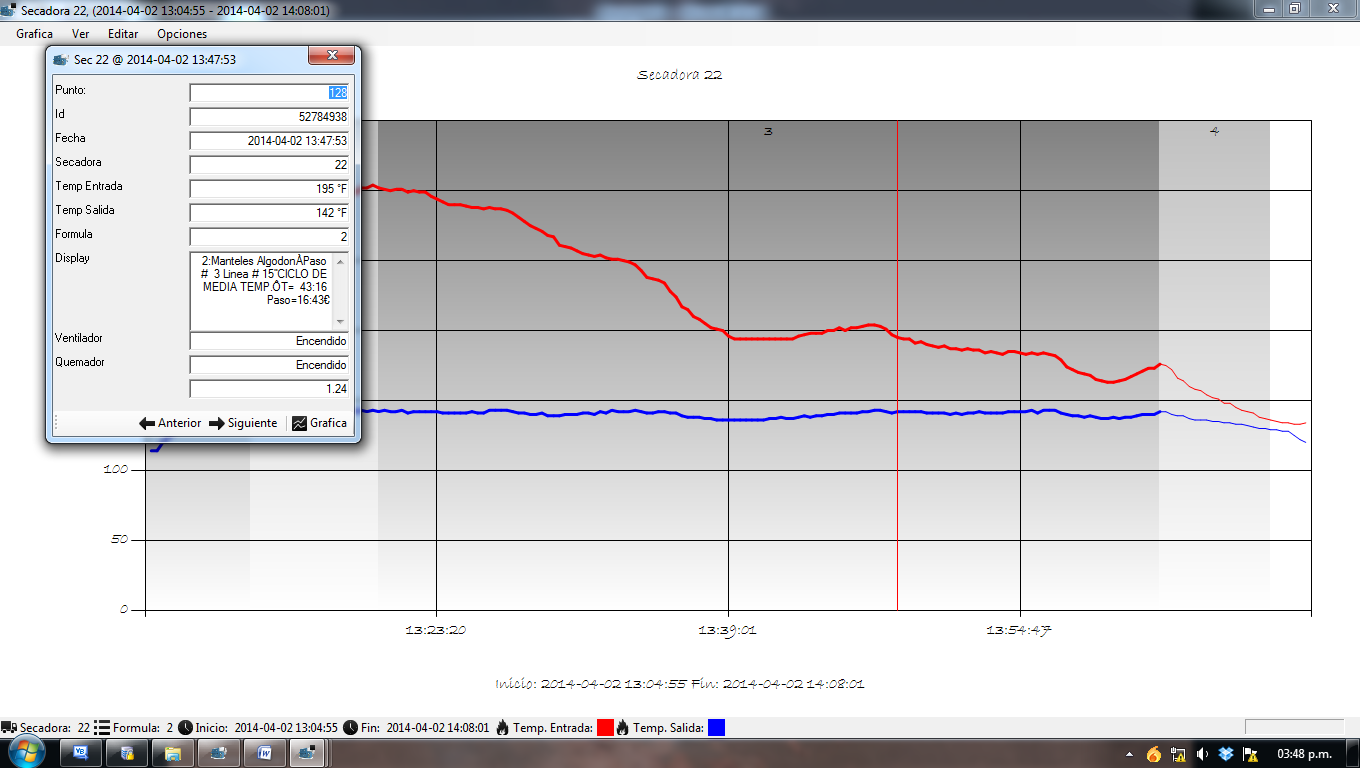 Secadora 22, (2014-04-02 13:04:55 - 2014-04-02 14:08:01)
Grafica Ver Editar Opciones
Sec 22 @ 2014-04-02 13:47:53
Punto: 128
Id 52784938
Fecha 2014-04-02 13:47:53
Secadora 22
Temp Entrada 195 °F
Temp Salida 142 °F
Formula 2
Display 2:Manteles AlgodonÅPaso
# 3 Linea # 15"CICLO DE
MEDIA TEMP.ÔT= 43:16
Paso=16:43€
Ventilador Encendido
Quemador Encendido
1.24
Anterior Siguiente Grafica
Secadora 22
3 4
100
50
0
13:23:20 13:39:01 13:54:47
Inicio: 2014-04-02 13:04:55 Fin: 2014-04-02 14:08:01
Secadora: 22 Formula: 2 Inicio: 2014-04-02 13:04:55 Fin: 2014-04-02 14:08:01 Temp. Entrada: Temp. Salida:
03:48 p.m.